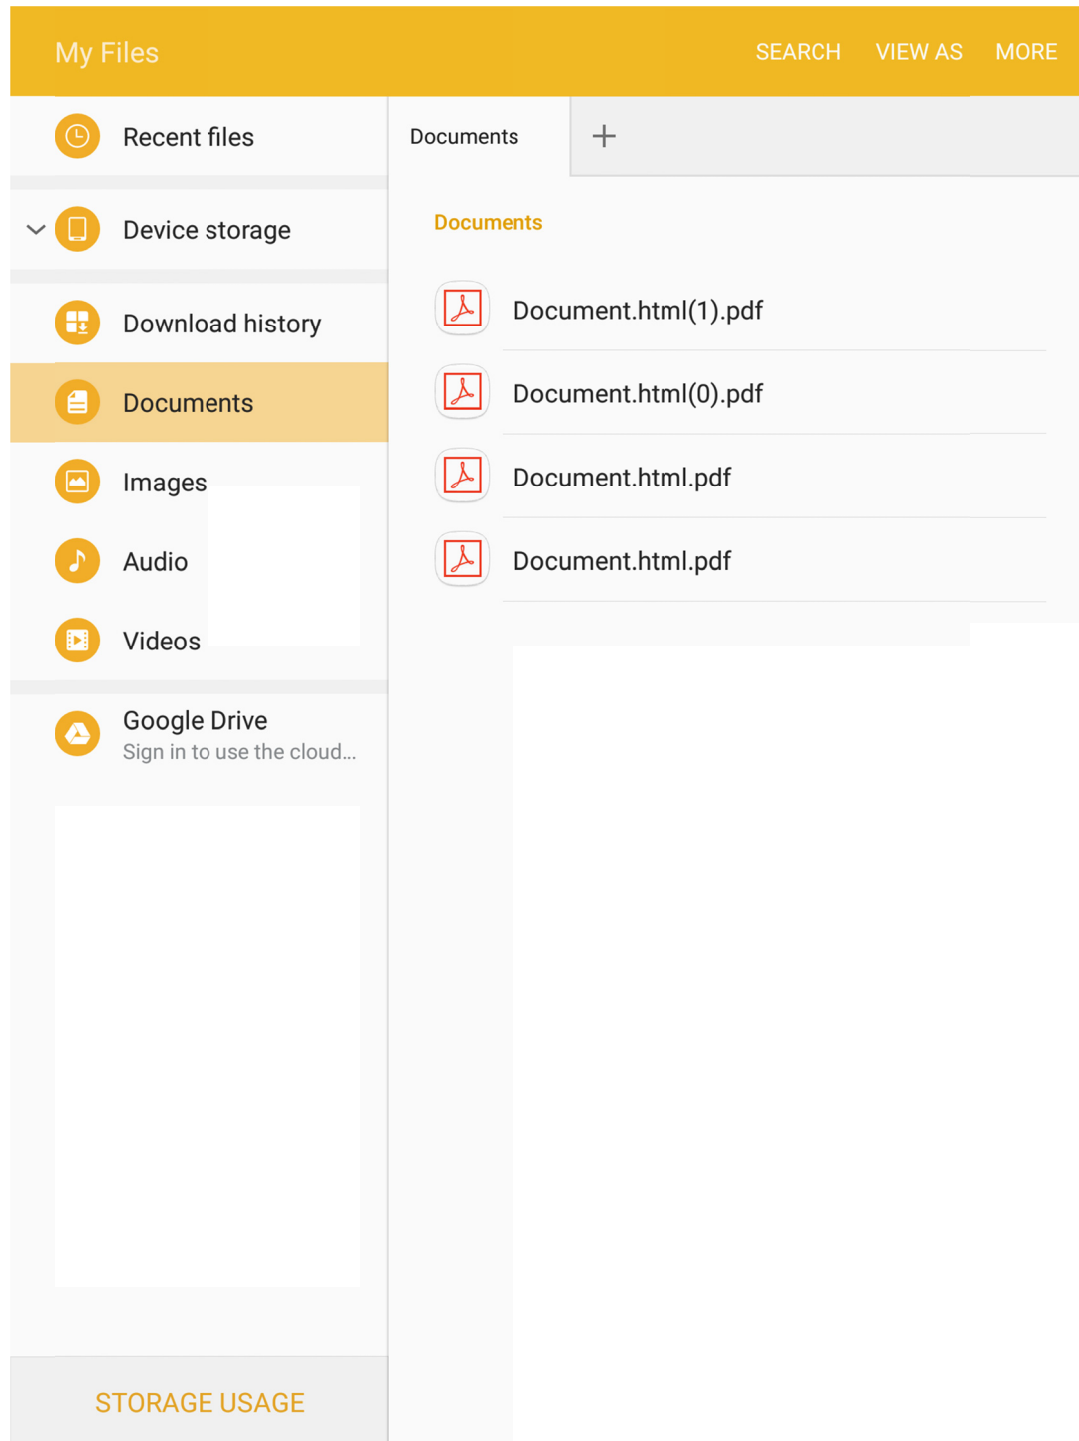 My Files
SEARCH VIEW AS MORE
Recent files
Device storage
Download history
Documents
Images
Audio
Videos
Google Drive
Sign in to use the cloud...
STORAGE USAGE
Documents
Documents
Document.html(1).pdf
Document.html(0).pdf
Document.html.pdf
Document.html.pdf